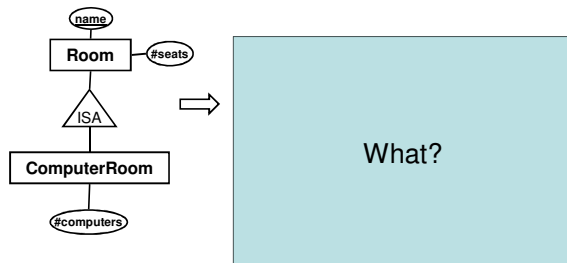 name
Room
#seats
ISA
What?
ComputerRoom
#computers